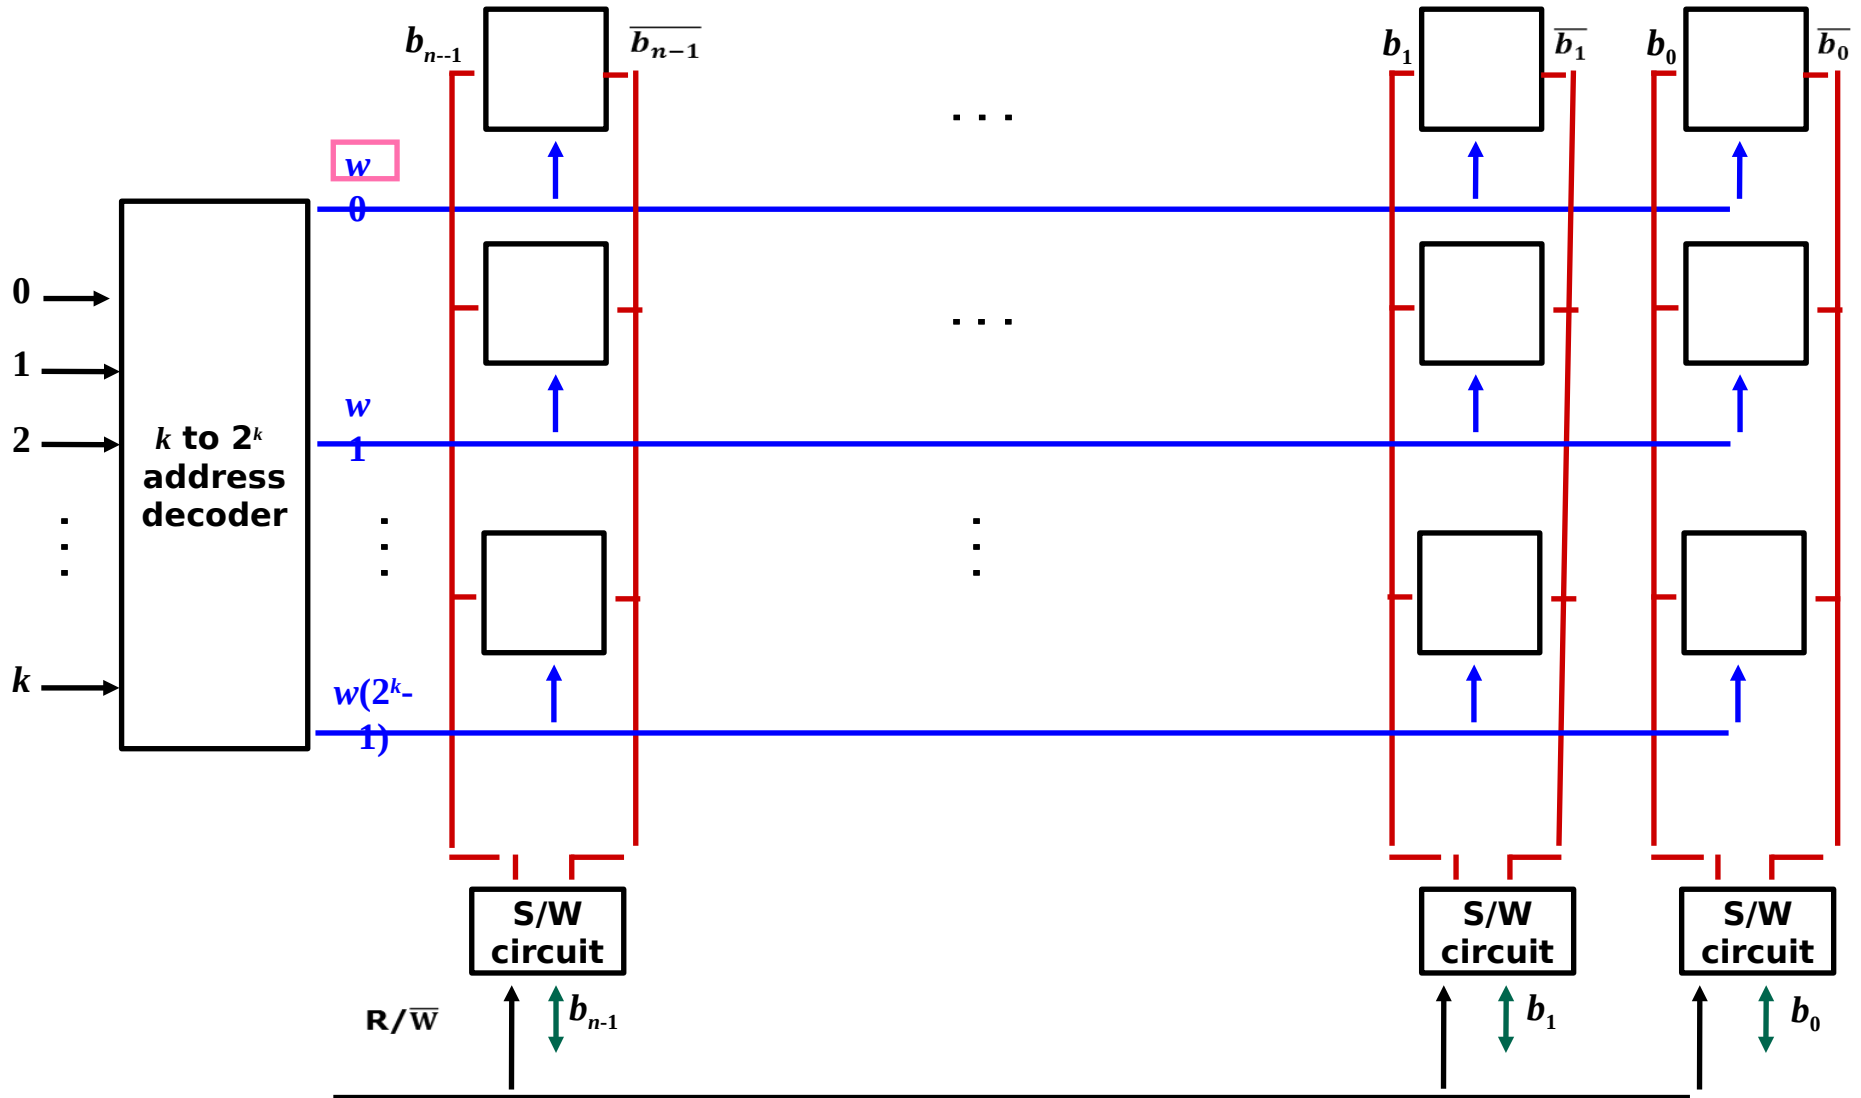 b_{n--1} \overline{b_{n-1}} b_1 \overline{b_1} b_0 \overline{b_0}
. . .
w
0
0
. . .
1
w
1
2
k to 2^k
address
decoder
k
w(2^k-
1)
S/W
circuit
S/W
circuit
S/W
circuit
R/\overline{W}
b_{n-1}
b_1
b_0